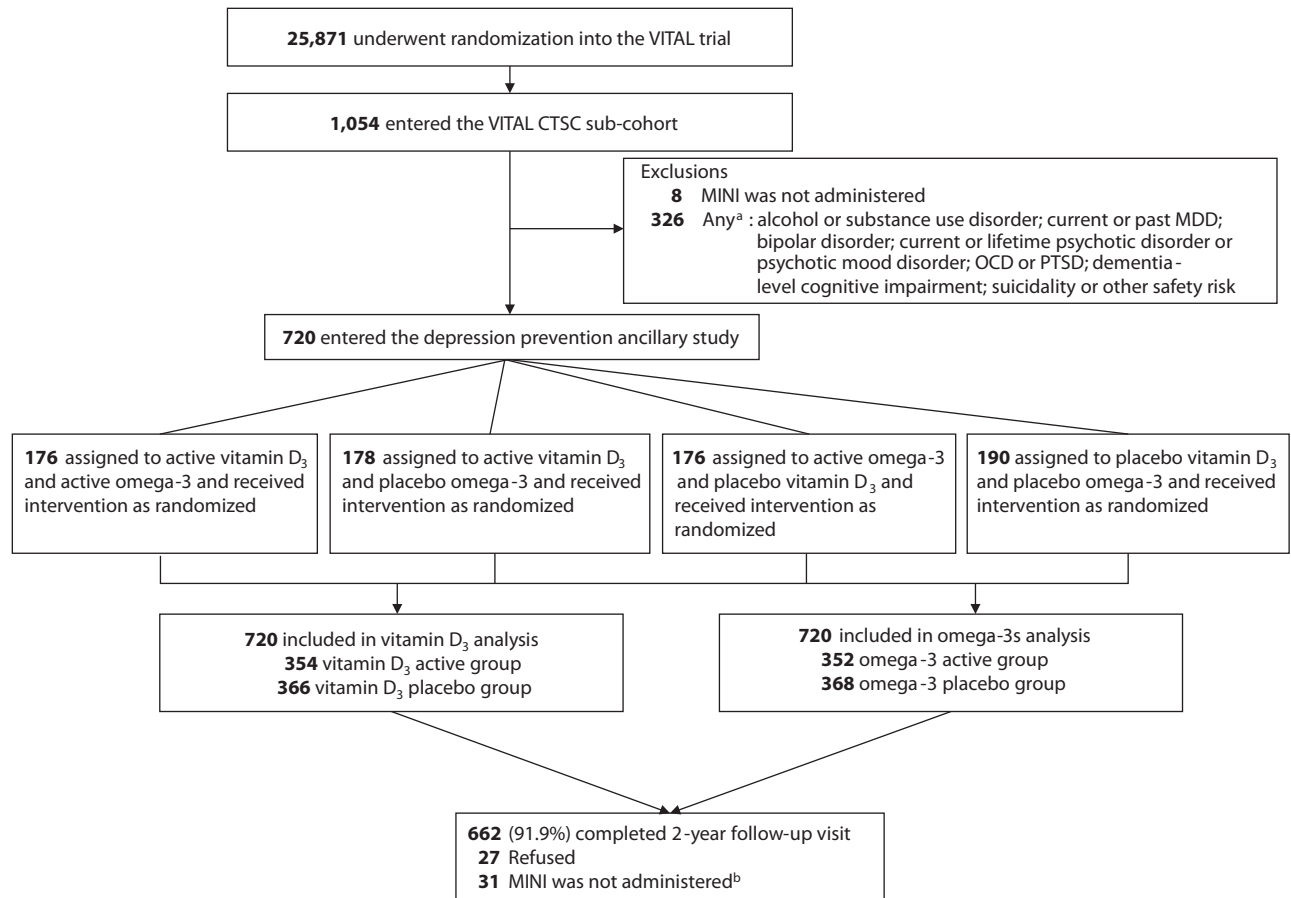 25,871 underwent randomization into the VITAL trial
1,054 entered the VITAL CTSC sub-cohort
Exclusions
8 MINI was not administered
326 Anyᵃ : alcohol or substance use disorder; current or past MDD;
bipolar disorder; current or lifetime psychotic disorder or
psychotic mood disorder; OCD or PTSD; dementia-
level cognitive impairment; suicidality or other safety risk
720 entered the depression prevention ancillary study
176 assigned to active vitamin D₃
and active omega-3 and received
intervention as randomized
178 assigned to active vitamin D₃
and placebo omega-3 and received
intervention as randomized
176 assigned to active omega-3
and placebo vitamin D₃ and
received intervention as
randomized
190 assigned to placebo vitamin D₃
and placebo omega-3 and received
intervention as randomized
720 included in vitamin D₃ analysis
354 vitamin D₃ active group
366 vitamin D₃ placebo group
720 included in omega-3s analysis
352 omega-3 active group
368 omega-3 placebo group
662 (91.9%) completed 2-year follow-up visit
27 Refused
31 MINI was not administeredᵇ